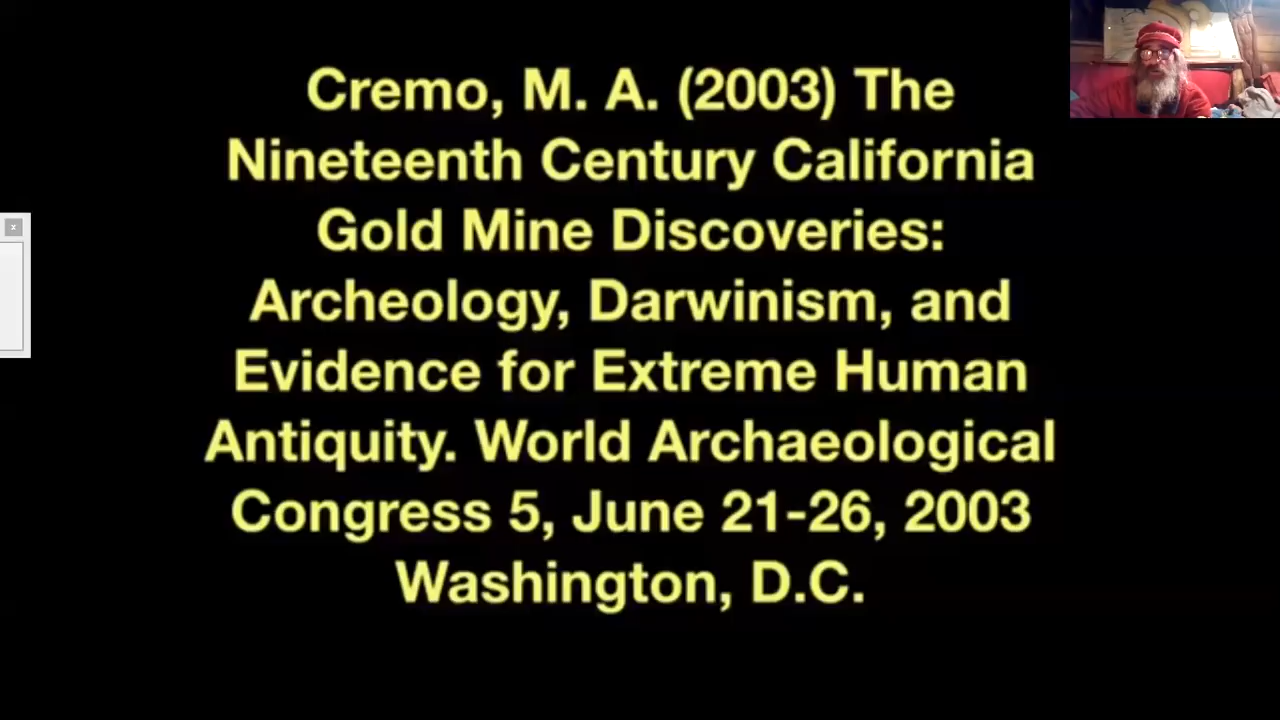 Cremo, M. A. (2003) The
Nineteenth Century California
Gold Mine Discoveries:
Archeology, Darwinism, and
Evidence for Extreme Human
Antiquity. World Archaeological
Congress 5, June 21-26, 2003
Washington, D.C.
x